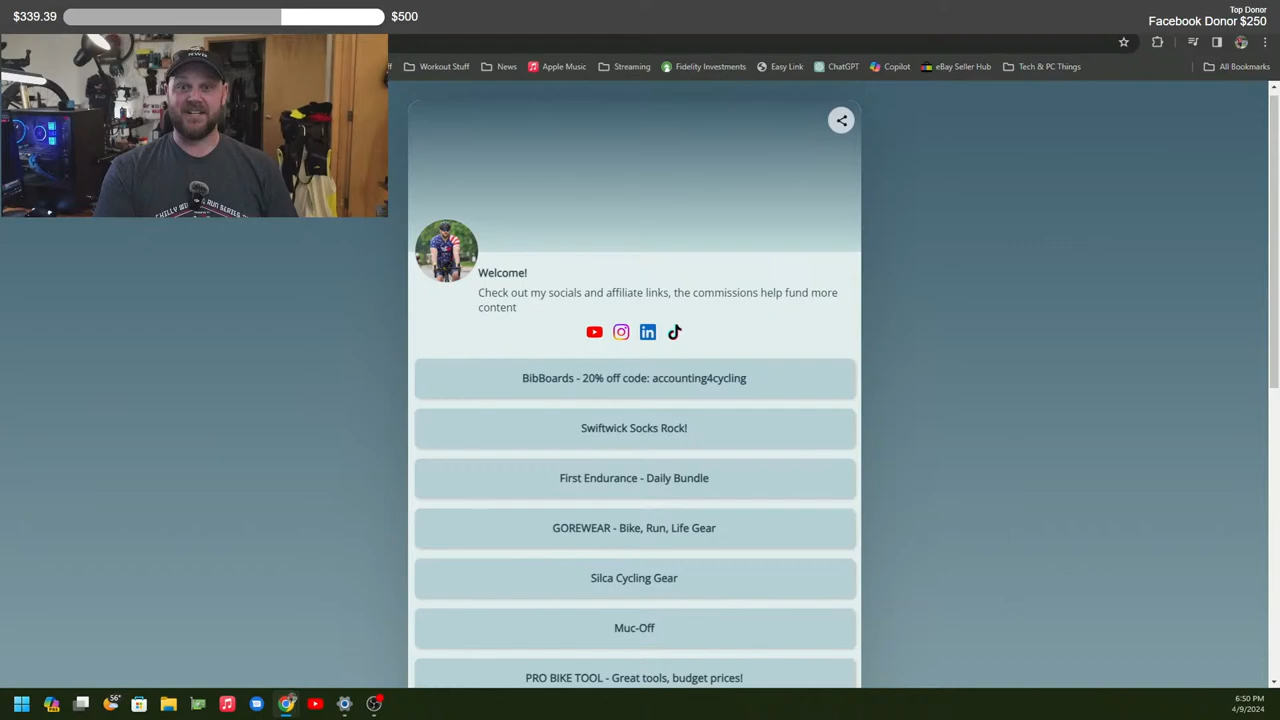 $339.39
$500
Top Donor
Facebook Donor $250
Workout Stuff
News
Apple Music
Streaming
Fidelity Investments
Easy Link
ChatGPT
Copilot
eBay Seller Hub
Tech & PC Things
All Bookmarks
NWB
Welcome!
Check out my socials and affiliate links, the commissions help fund more
content
BibBoards - 20% off code: accounting4cycling
Swiftwick Socks Rock!
First Endurance - Daily Bundle
GOREWEAR - Bike, Run, Life Gear
Silca Cycling Gear
Muc-Off
PRO BIKE TOOL - Great tools, budget prices!
56°
6:50 PM
4/9/2024